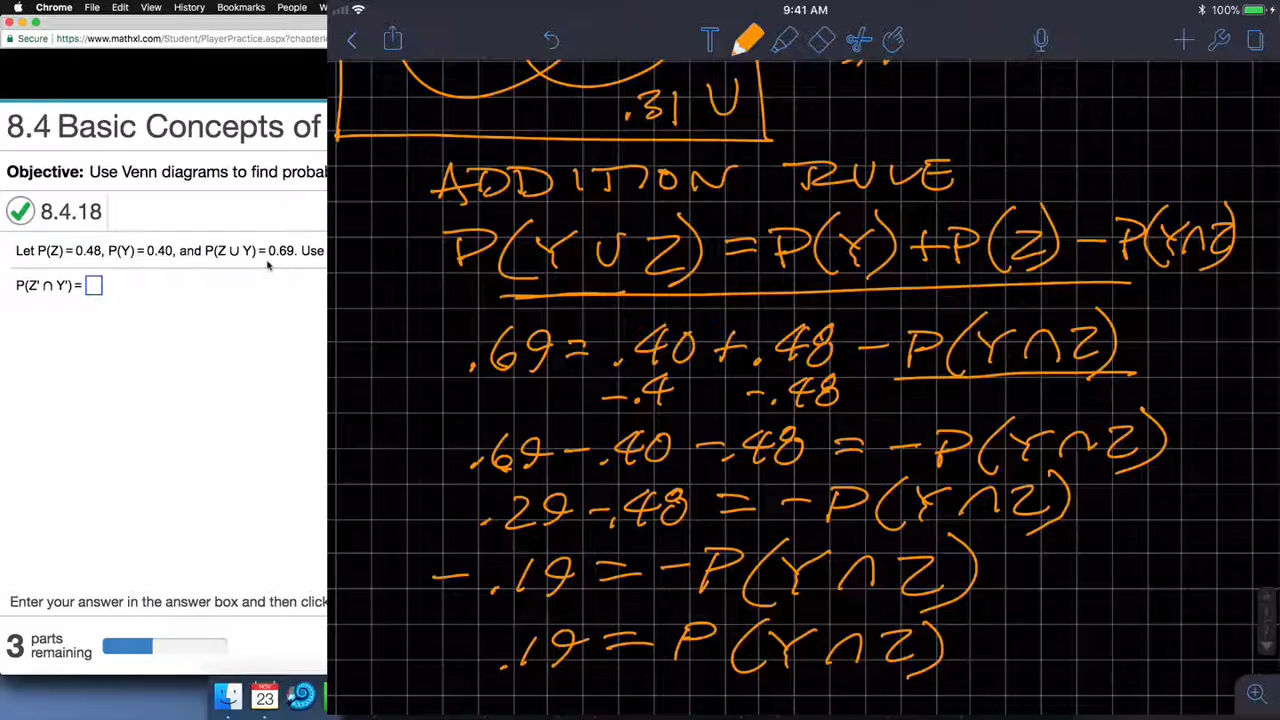 Chrome File Edit View History Bookmarks People
9:41 AM
100%
Secure https://www.mathxl.com/Student/PlayerPractice.aspx?chapterI
8.4 Basic Concepts of
Objective: Use Venn diagrams to find proba
8.4.18
Let P(Z) = 0.48, P(Y) = 0.40, and P(Z ∪ Y) = 0.69. Use
P(Z' ∩ Y') =
Enter your answer in the answer box and then click
3 parts
remaining
NOV
23
T
.31 U
ADDITION RULE
P(Y ∪ Z) = P(Y) + P(Z) - P(Y∩Z)
.69 = .40 + .48 - P(Y ∩ Z)
-.4 -.48
.69 - .40 - .48 = -P(Y ∩ Z)
.29 - .48 = -P(Y ∩ Z)
-.19 = -P(Y ∩ Z)
.19 = P(Y ∩ Z)